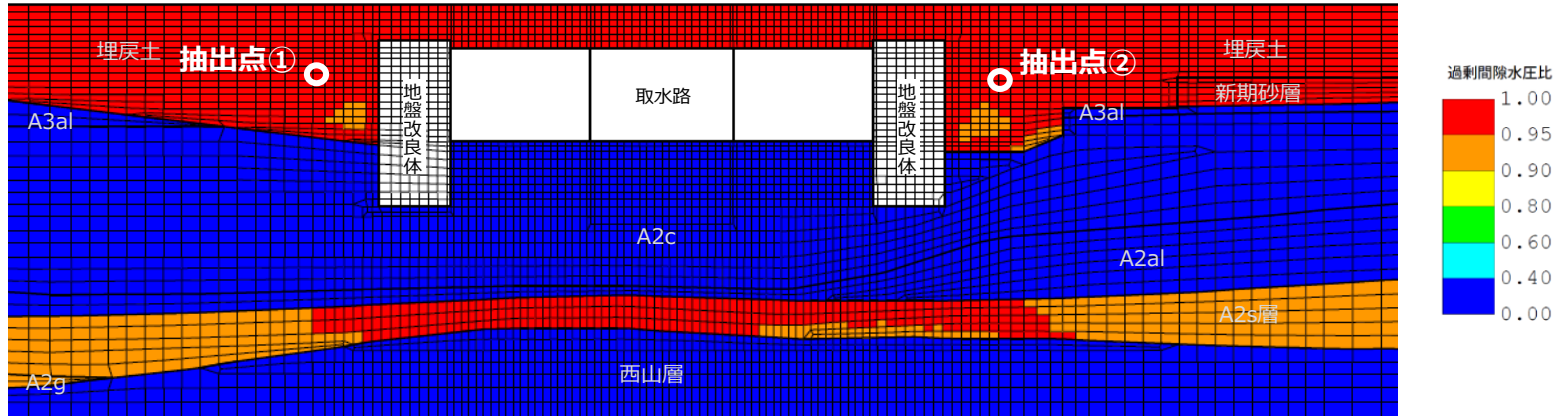 埋戻土
抽出点①
抽出点②
埋戻土
過剰間隙水圧比
地盤改良体
取水路
地盤改良体
新期砂層
A3al
A3al
A2c
A2al
A2s層
A2g
西山層
1.00
0.95
0.90
0.80
0.60
0.40
0.00